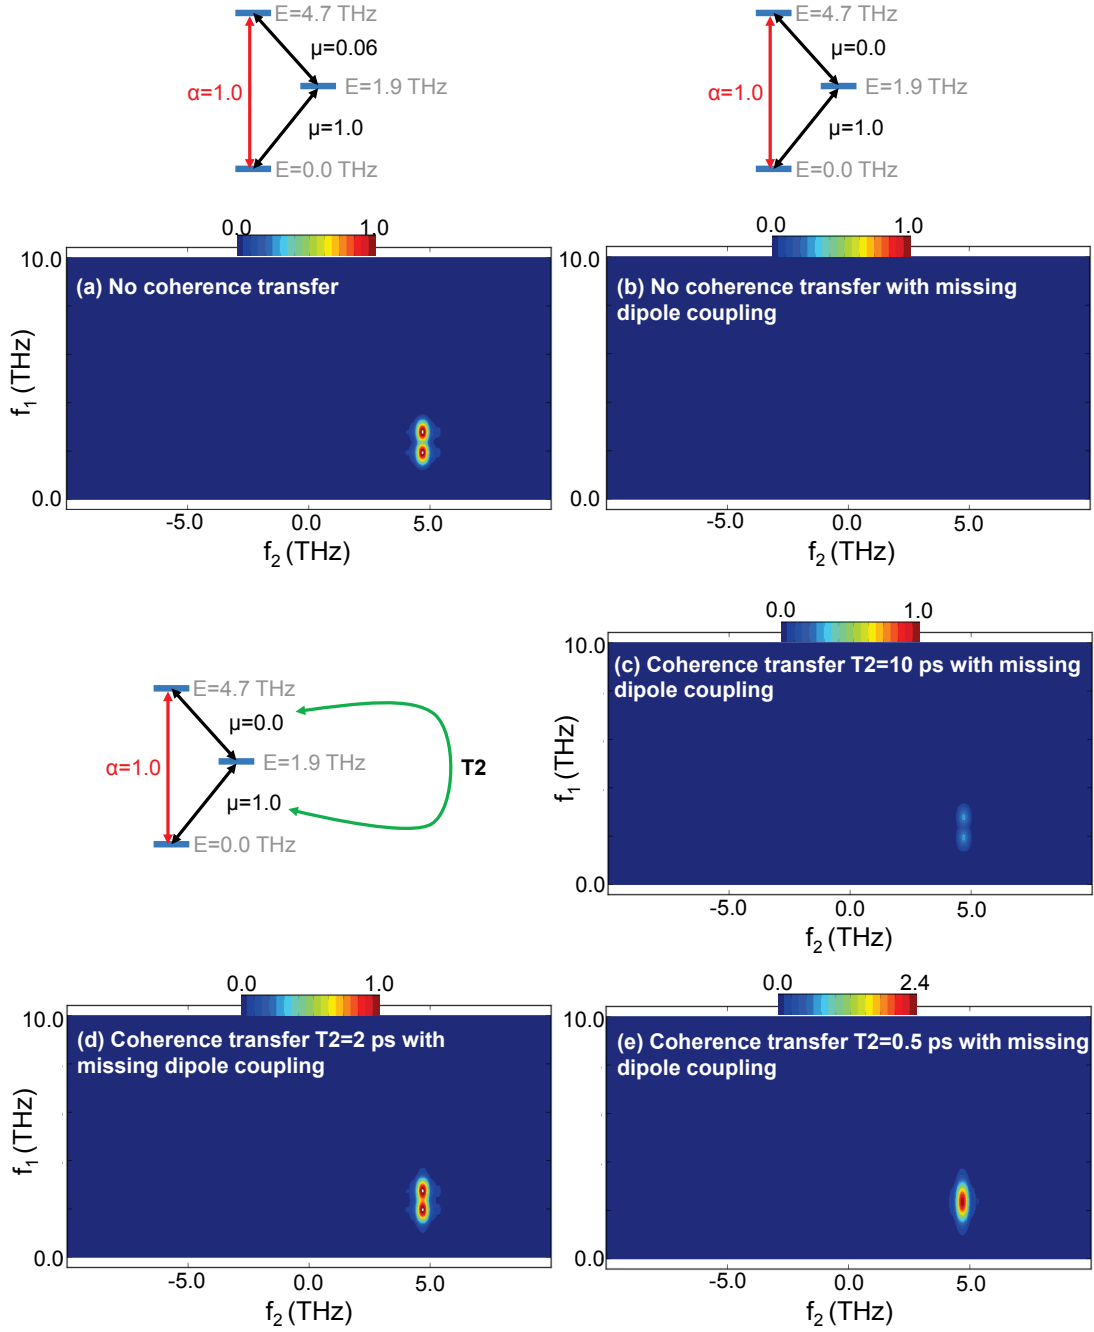 E=4.7 THz
μ=0.06
E=1.9 THz
α=1.0
μ=1.0
E=0.0 THz
E=4.7 THz
μ=0.0
E=1.9 THz
α=1.0
μ=1.0
E=0.0 THz
0.0 1.0
10.0
(a) No coherence transfer
f₁ (THz)
0.0
-5.0 0.0 5.0
f₂ (THz)
0.0 1.0
10.0
(b) No coherence transfer with missing
dipole coupling
0.0
-5.0 0.0 5.0
f₂ (THz)
E=4.7 THz
μ=0.0
E=1.9 THz
α=1.0
T2
μ=1.0
E=0.0 THz
0.0 1.0
10.0
(c) Coherence transfer T2=10 ps with missing
dipole coupling
f₁ (THz)
0.0
-5.0 0.0 5.0
f₂ (THz)
0.0 1.0
10.0
(d) Coherence transfer T2=2 ps with
missing dipole coupling
f₁ (THz)
0.0
-5.0 0.0 5.0
f₂ (THz)
0.0 2.4
10.0
(e) Coherence transfer T2=0.5 ps with missing
dipole coupling
0.0
-5.0 0.0 5.0
f₂ (THz)